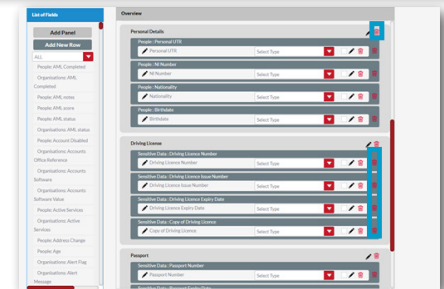 List of Fields
Add Panel
Add New Row
ALL
People: AML Completed
Organisations: AML
Completed
People: AML notes
People: AML score
People: AML status
Organisations: AML status
People: Account Disabled
Organisations: Accounts
Office Reference
Organisations: Accounts
Software
Organisations: Accounts
Software Value
People: Active Services
Organisations: Active
Services
People: Address Change
People: Age
Organisations: Alert Flag
Organisations: Alert
Message
Overview
Personal Details
People : Personal UTR
Personal UTR Select Type
People : NI Number
NI Number Select Type
People : Nationality
Nationality Select Type
People : Birthdate
Birthdate Select Type
Driving License
Sensitive Data : Driving Licence Number
Driving Licence Number Select Type
Sensitive Data : Driving Licence Issue Number
Driving Licence Issue Number Select Type
Sensitive Data : Driving Licence Expiry Date
Driving Licence Expiry Date Select Type
Sensitive Data : Copy of Driving Licence
Copy of Driving Licence Select Type
Passport
Sensitive Data : Passport Number
Passport Number Select Type
Sensitive Data : Passport Expiry Date